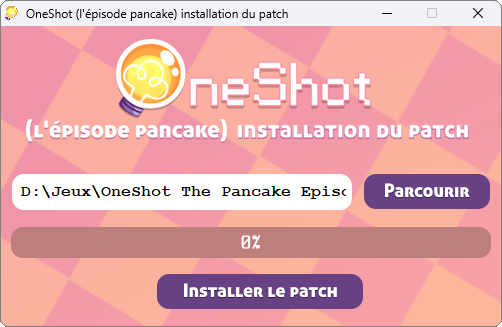 OneShot (l'épisode pancake) installation du patch
OneShot
(l'épisode pancake) installation du patch
D:\Jeux\OneShot The Pancake Episo
Parcourir
0%
Installer le patch